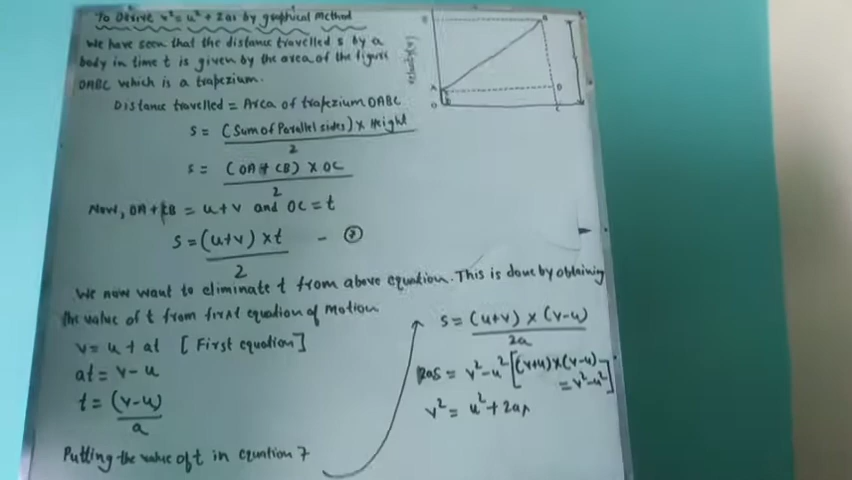 To Derive v² = u² + 2as by graphical method
We have seen that the distance travelled s by a
body in time t is given by the area of the figure
OABC which is a trapezium.
Distance travelled = Area of trapezium OABC
s = (Sum of Parallel sides) × Height
2
s = (OA + CB) × OC
2
Now, OA + CB = u+v and OC = t
s = (u+v) × t - ⑦
2
We now want to eliminate t from above equation. This is done by obtaining
the value of t from first equation of Motion
v = u + at [First equation]
at = v - u
t = (v-u)
a
Putting the value of t in equation 7
s = (u+v) × (v-u)
2a
2as = v² - u² [(v+u)×(v-u)
= v²-u²]
v² = u² + 2as
B
A
D
O
C